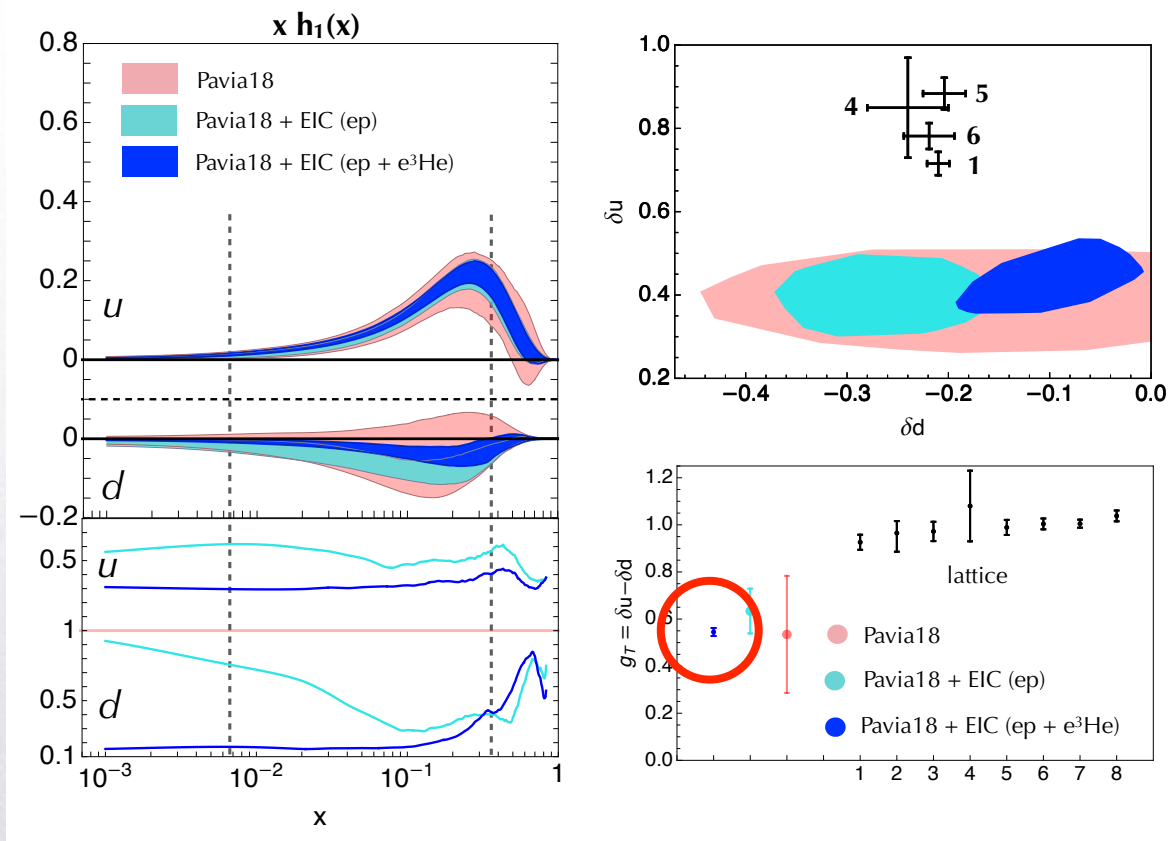 x h₁(x)
0.8
0.6
0.4
0.2
0
0
−0.2
Pavia18
Pavia18 + EIC (ep)
Pavia18 + EIC (ep + e³He)
u
d
0.5
1
0.5
0.1
u
d
10⁻³
10⁻²
10⁻¹
1
x
1.0
0.8
0.6
0.4
0.2
δu
4
5
6
1
−0.4
−0.3
−0.2
−0.1
0.0
δd
1.2
1.0
0.8
0.6
0.4
0.2
0.0
g_T = δu−δd
lattice
Pavia18
Pavia18 + EIC (ep)
Pavia18 + EIC (ep + e³He)
1 2 3 4 5 6 7 8